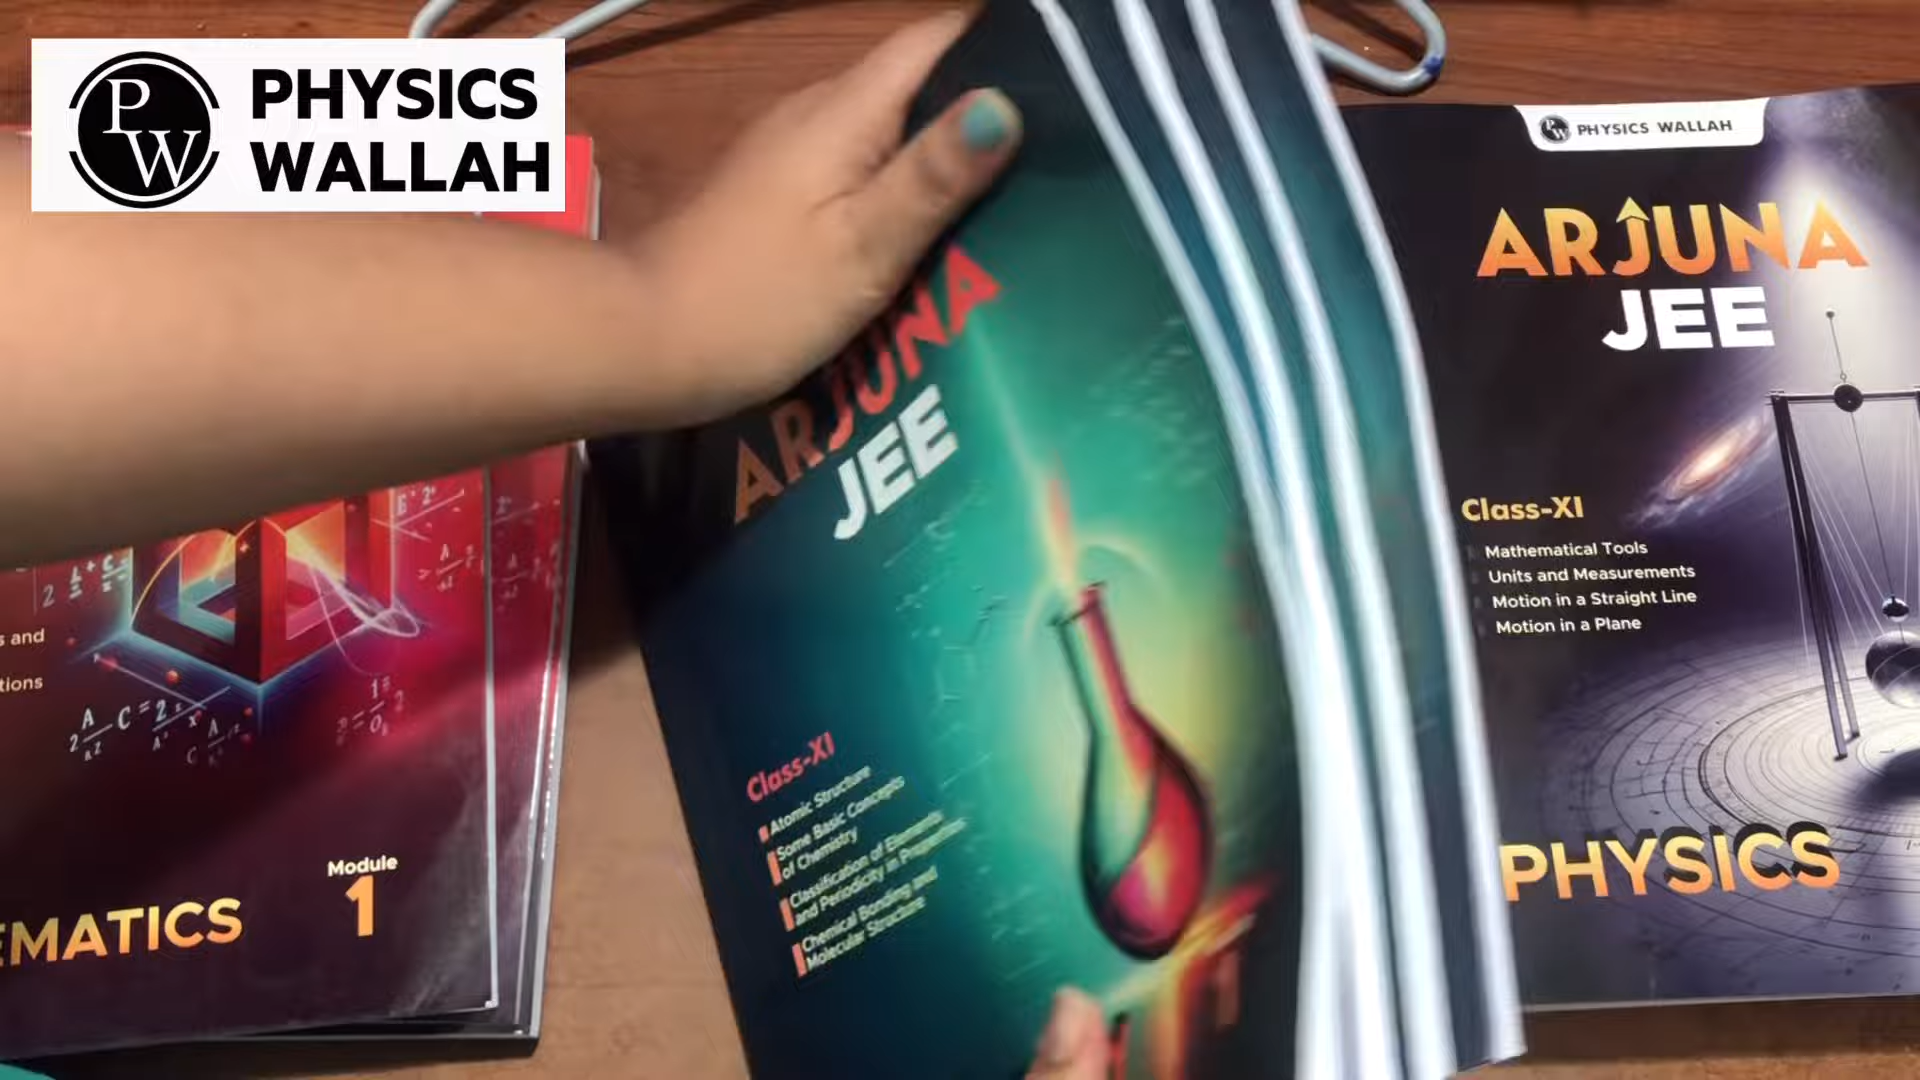 PHYSICS
WALLAH
PW
s and
tions
Module
1
EMATICS
ARJUNA
JEE
Class-XI
Atomic Structure
Some Basic Concepts
of Chemistry
Classification of Elements
and Periodicity in Properties
Chemical Bonding and
Molecular Structure
PHYSICS WALLAH
ARJUNA
JEE
Class-XI
Mathematical Tools
Units and Measurements
Motion in a Straight Line
Motion in a Plane
PHYSICS